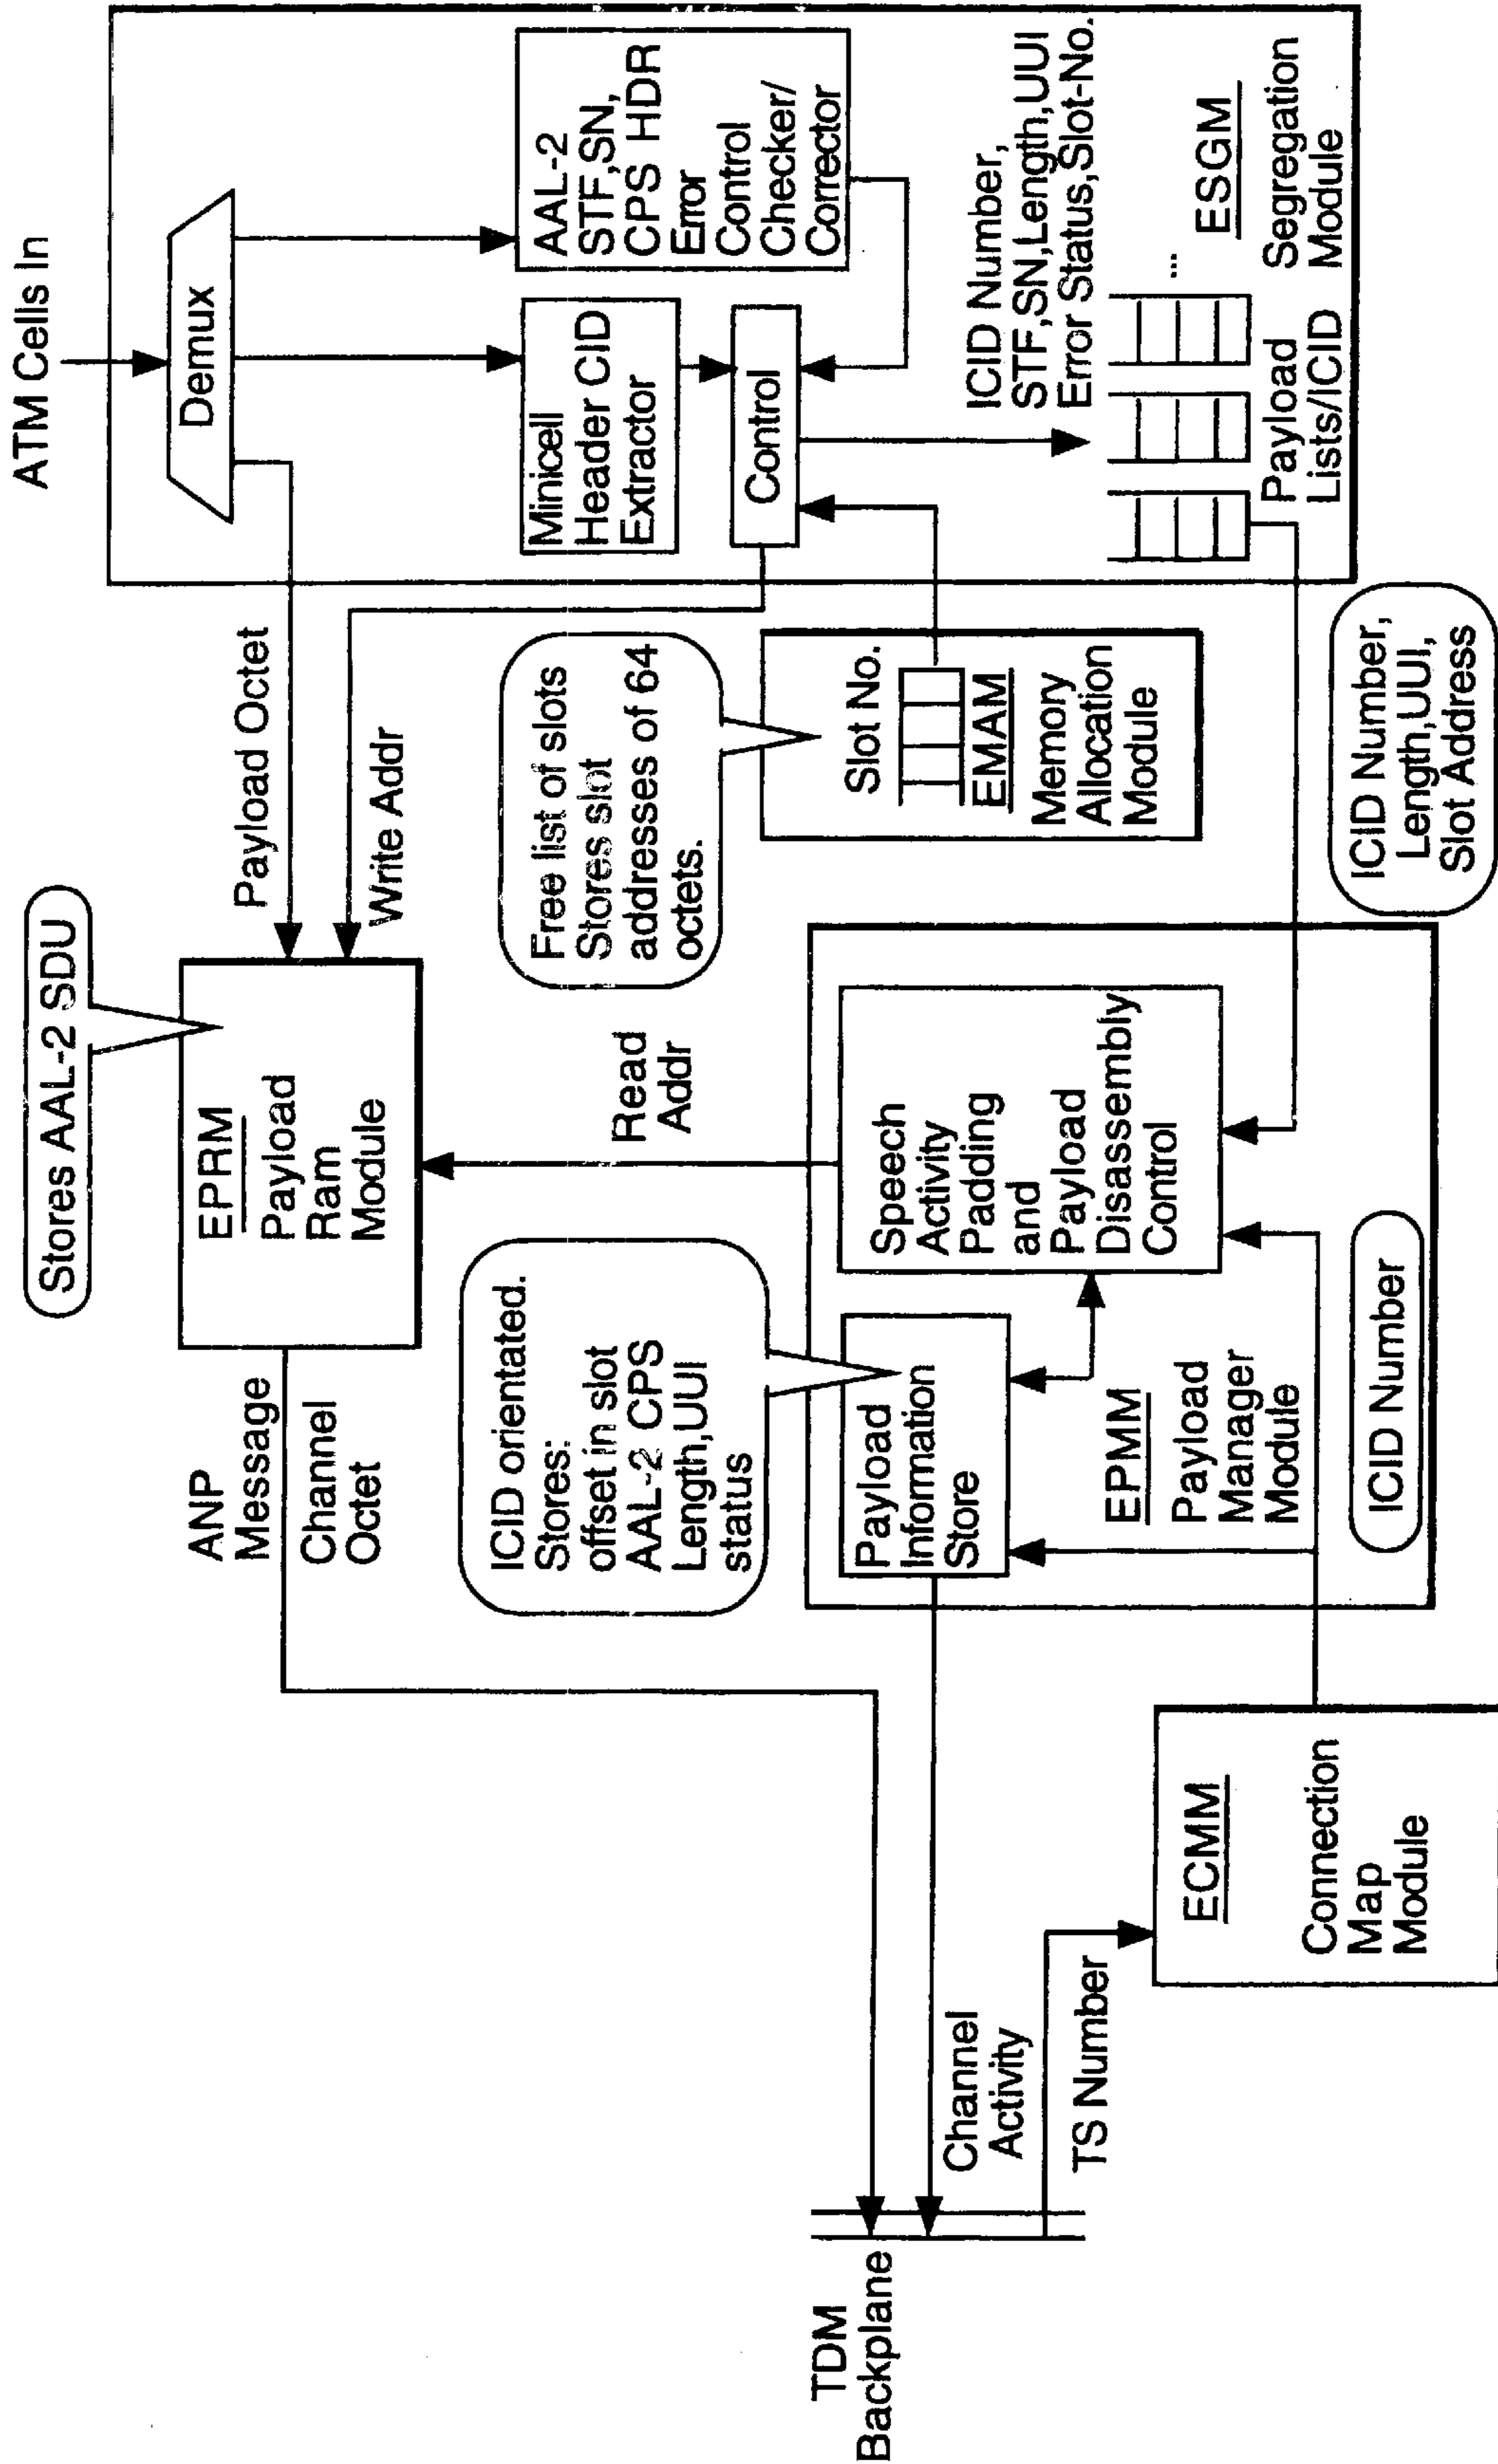 ATM Cells In
Demux
AAL-2
STF,SN,
CPS HDR
Error
Control
Checker/
Corrector
Minicell
Header CID
Extractor
Control
ICID Number,
STF,SN,Length,UUI
Error Status,Slot-No.
ESGM
Segregation
Module
...
Payload
Lists/ICID
Payload Octet
Write Addr
Stores AAL-2 SDU
EPRM
Payload
Ram
Module
Free list of slots
Stores slot
addresses of 64
octets.
Slot No.
EMAM
Memory
Allocation
Module
ICID Number,
Length,UUI,
Slot Address
Read
Addr
Speech
Activity
Padding
and
Payload
Disassembly
Control
ICID orientated.
Stores:
offset in slot
AAL-2 CPS
Length,UUI
status
Payload
Information
Store
EPMM
Payload
Manager
Module
ICID Number
ANP
Message
Channel
Octet
ECMM
Connection
Map
Module
Channel
Activity
TS Number
TDM
Backplane